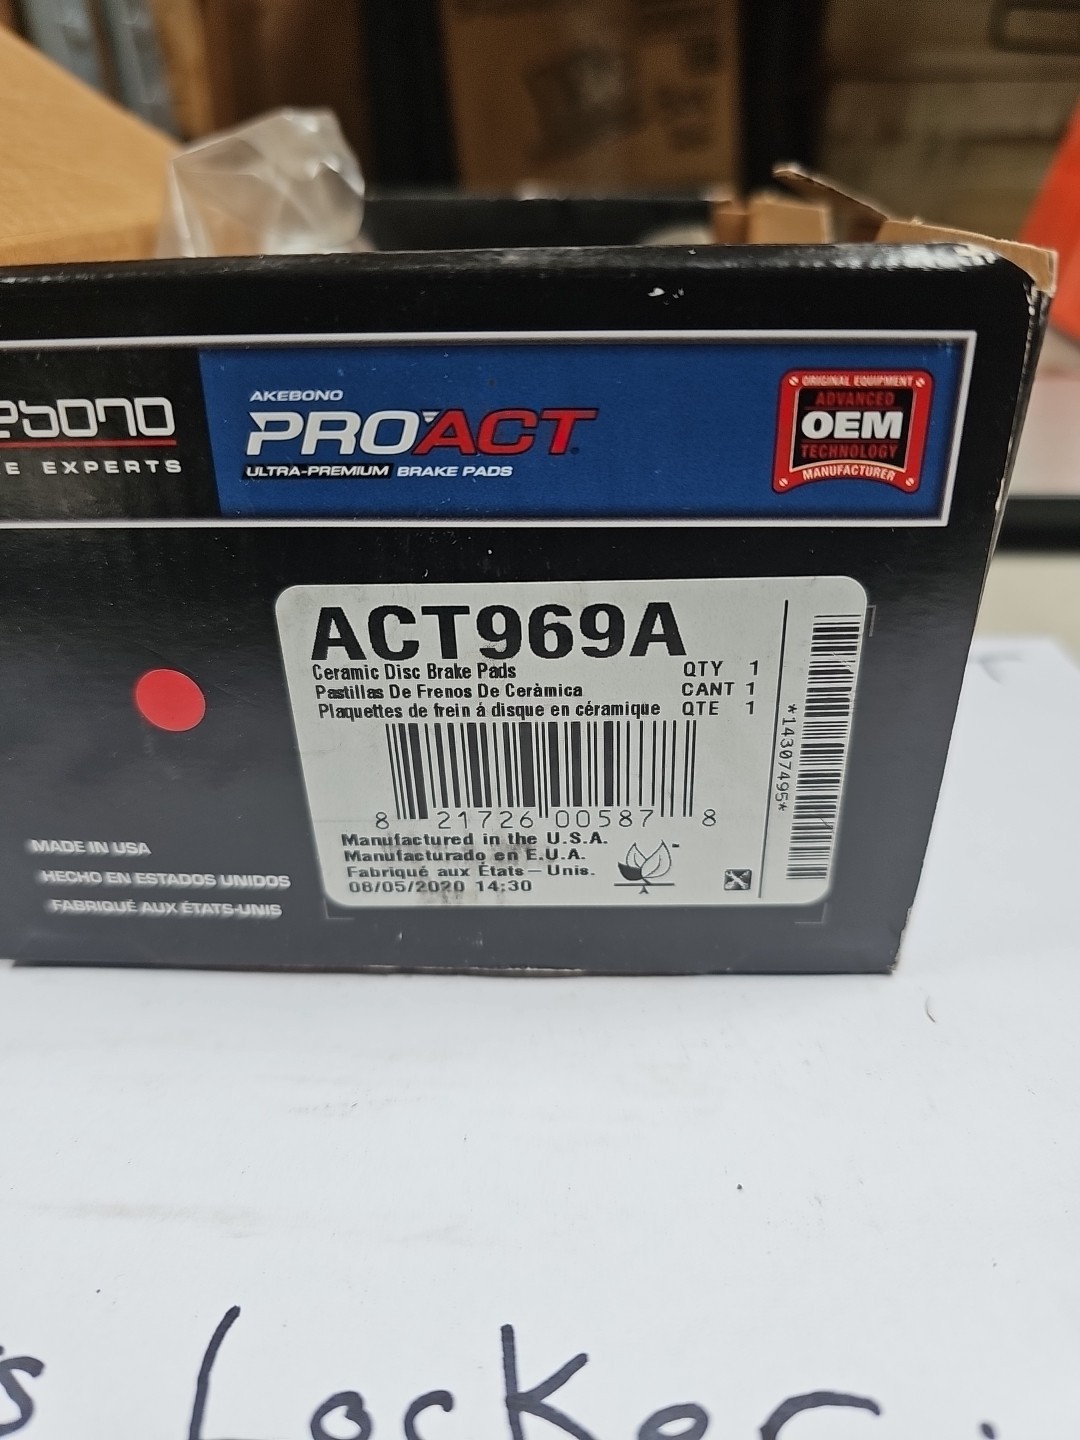 AKEBONO
PROACT
ULTRA-PREMIUM BRAKE PADS
E EXPERTS
ORIGINAL EQUIPMENT
ADVANCED
OEM
TECHNOLOGY
MANUFACTURER
ACT969A
Ceramic Disc Brake Pads QTY 1
Pastillas De Frenos De Ceràmica CANT 1
Plaquettes de frein á disque en céramique QTE 1
*14307495*
8 21726 00587 8
Manufactured in the U.S.A.
Manufacturado en E.U.A.
Fabriqué aux États-Unis.
08/05/2020 14:30
MADE IN USA
HECHO EN ESTADOS UNIDOS
FABRIQUÉ AUX ÉTATS-UNIS
s Locker.